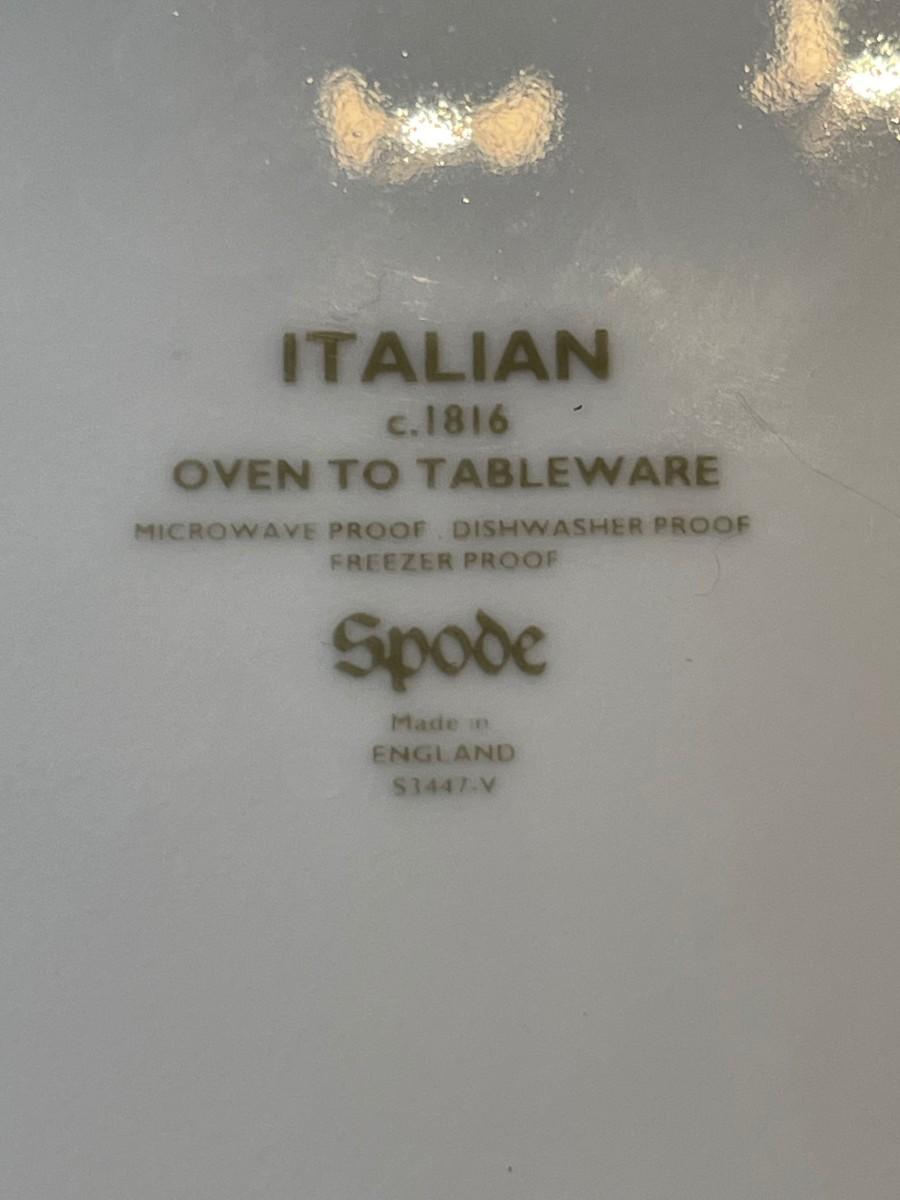 ITALIAN
c.1816
OVEN TO TABLEWARE
MICROWAVE PROOF . DISHWASHER PROOF
FREEZER PROOF
Spode
Made in
ENGLAND
S3447-V